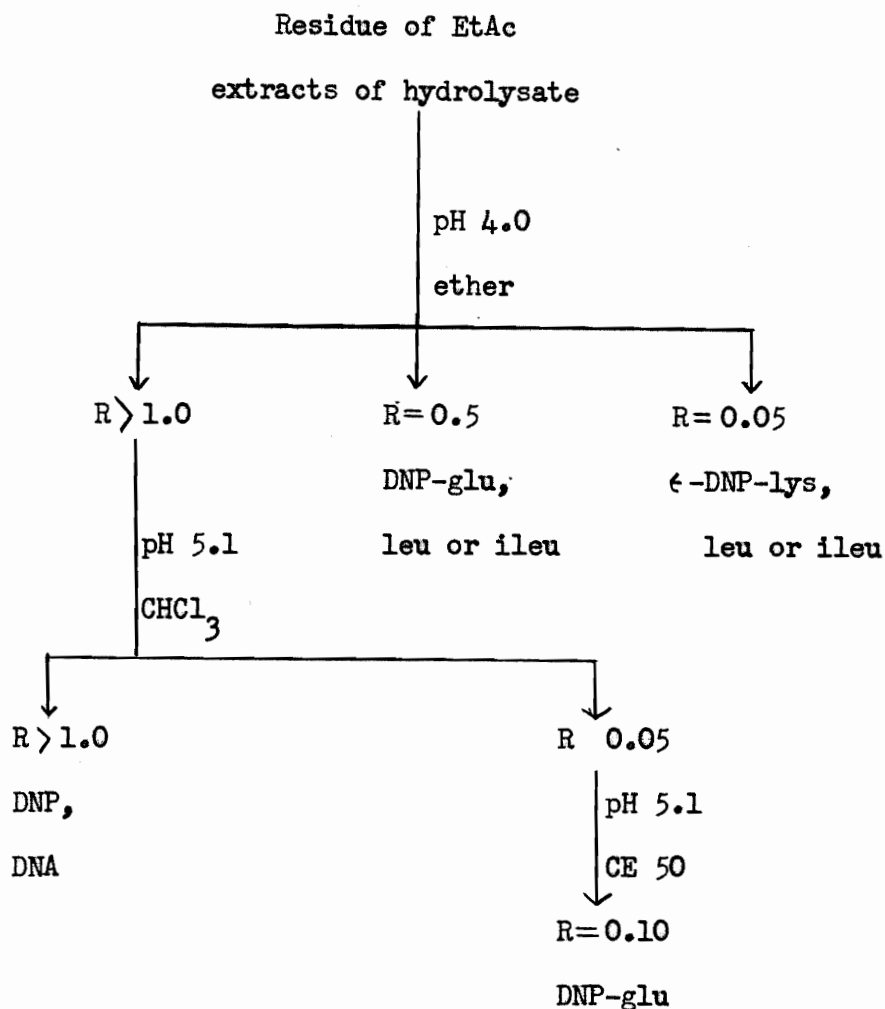 Residue of EtAc
extracts of hydrolysate
pH 4.0
ether
R > 1.0
R = 0.5
DNP-glu,
leu or ileu
R = 0.05
ϵ-DNP-lys,
leu or ileu
pH 5.1
CHCl3
R > 1.0
DNP,
DNA
R 0.05
pH 5.1
CE 50
R = 0.10
DNP-glu